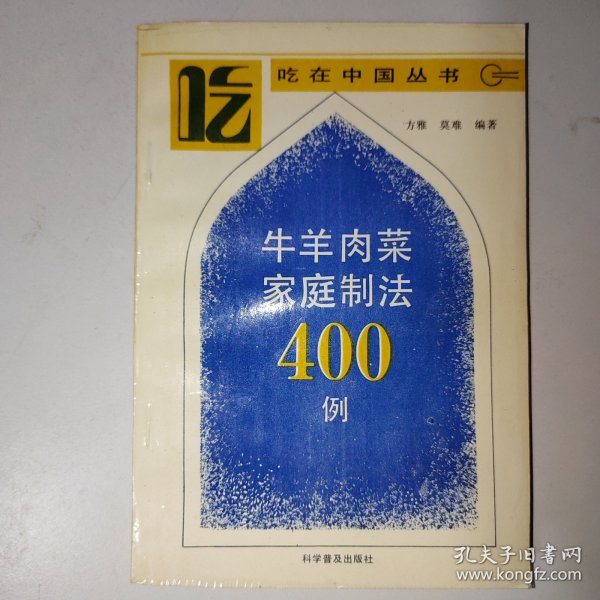 吃
吃在中国丛书
方雅 莫难 编著
牛羊肉菜
家庭制法
400
例
科学普及出版社
孔夫子旧书网
www.kongfz.com